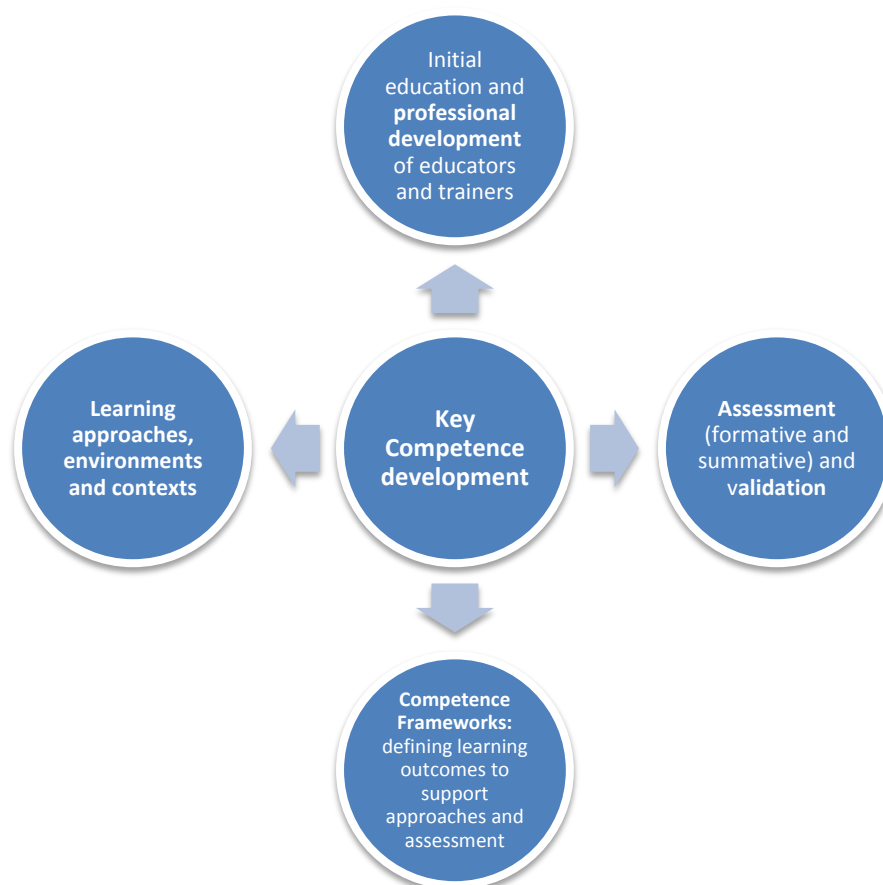 Initial
education and
professional
development
of educators
and trainers
Learning
approaches,
environments
and contexts
Key
Competence
development
Assessment
(formative and
summative) and
validation
Competence
Frameworks:
defining learning
outcomes to
support
approaches and
assessment